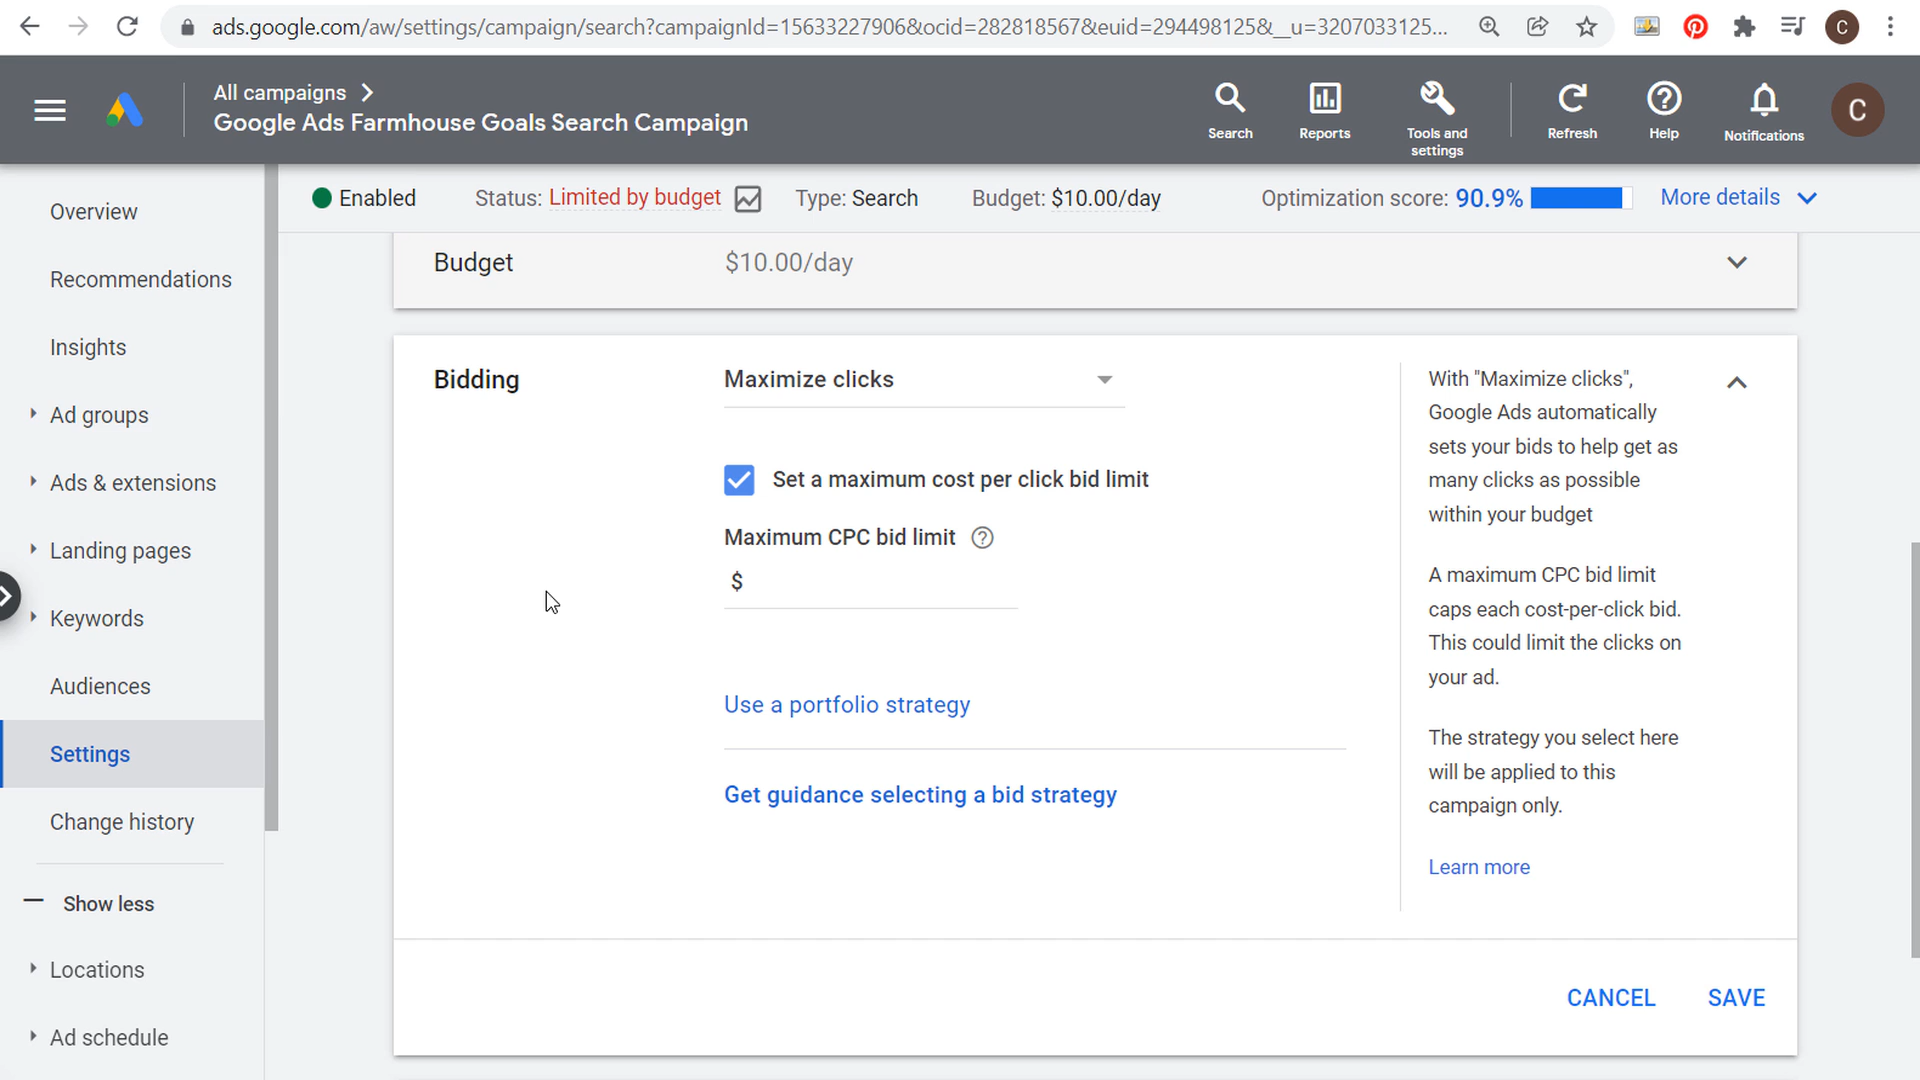 ads.google.com/aw/settings/campaign/search?campaignId=15633227906&ocid=282818567&euid=294498125&__u=3207033125...
C
All campaigns
Google Ads Farmhouse Goals Search Campaign
Search
Reports
Tools and
settings
Refresh
Help
Notifications
C
Enabled
Status: Limited by budget
Type: Search
Budget: $10.00/day
Optimization score: 90.9%
More details
Overview
Recommendations
Insights
Ad groups
Ads & extensions
Landing pages
Keywords
Audiences
Settings
Change history
Show less
Locations
Ad schedule
Budget
$10.00/day
Bidding
Maximize clicks
Set a maximum cost per click bid limit
Maximum CPC bid limit
$
Use a portfolio strategy
Get guidance selecting a bid strategy
With "Maximize clicks",
Google Ads automatically
sets your bids to help get as
many clicks as possible
within your budget
A maximum CPC bid limit
caps each cost-per-click bid.
This could limit the clicks on
your ad.
The strategy you select here
will be applied to this
campaign only.
Learn more
CANCEL
SAVE